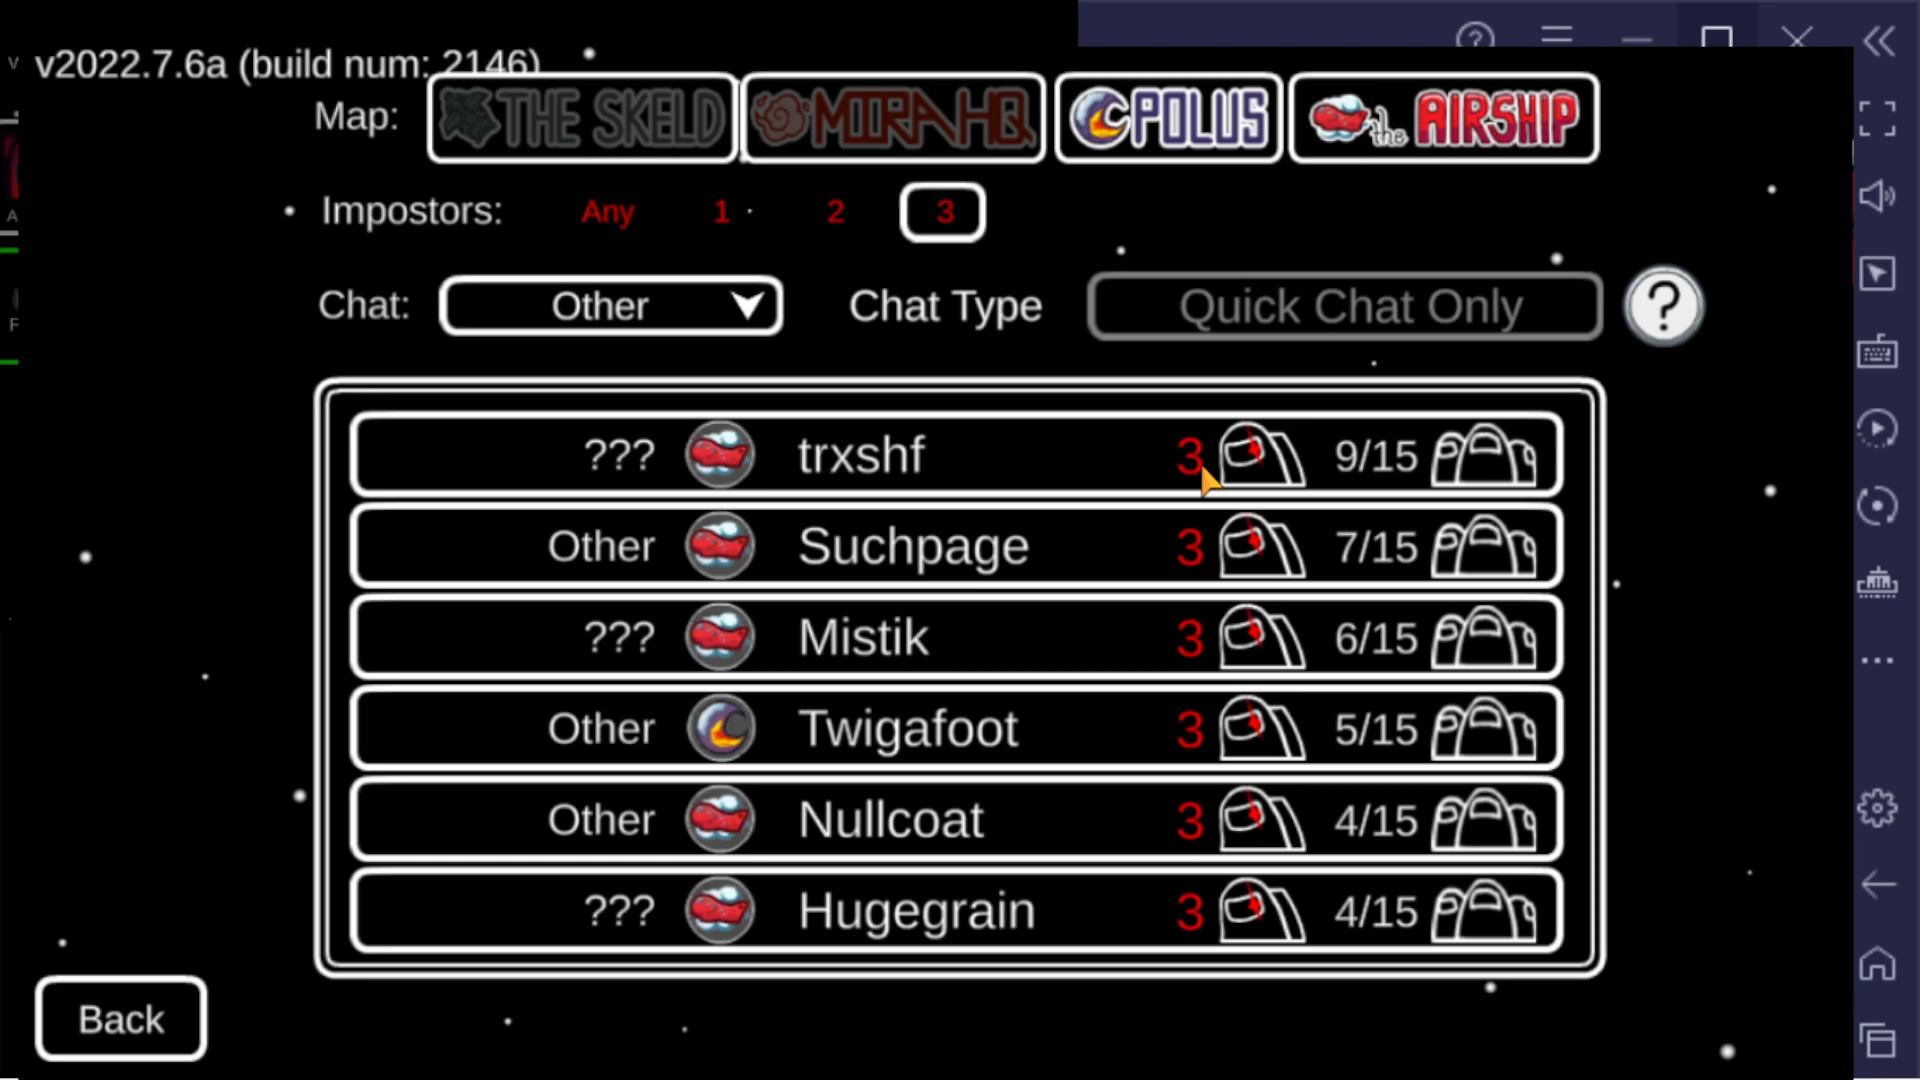 v2022.7.6a (build num: 2146)
Map: THE SKELD MIRA HQ POLUS the AIRSHIP
Impostors: Any 1 2 3
Chat: Other Chat Type Quick Chat Only ?
??? trxshf 3 9/15
Other Suchpage 3 7/15
??? Mistik 3 6/15
Other Twigafoot 3 5/15
Other Nullcoat 3 4/15
??? Hugegrain 3 4/15
Back